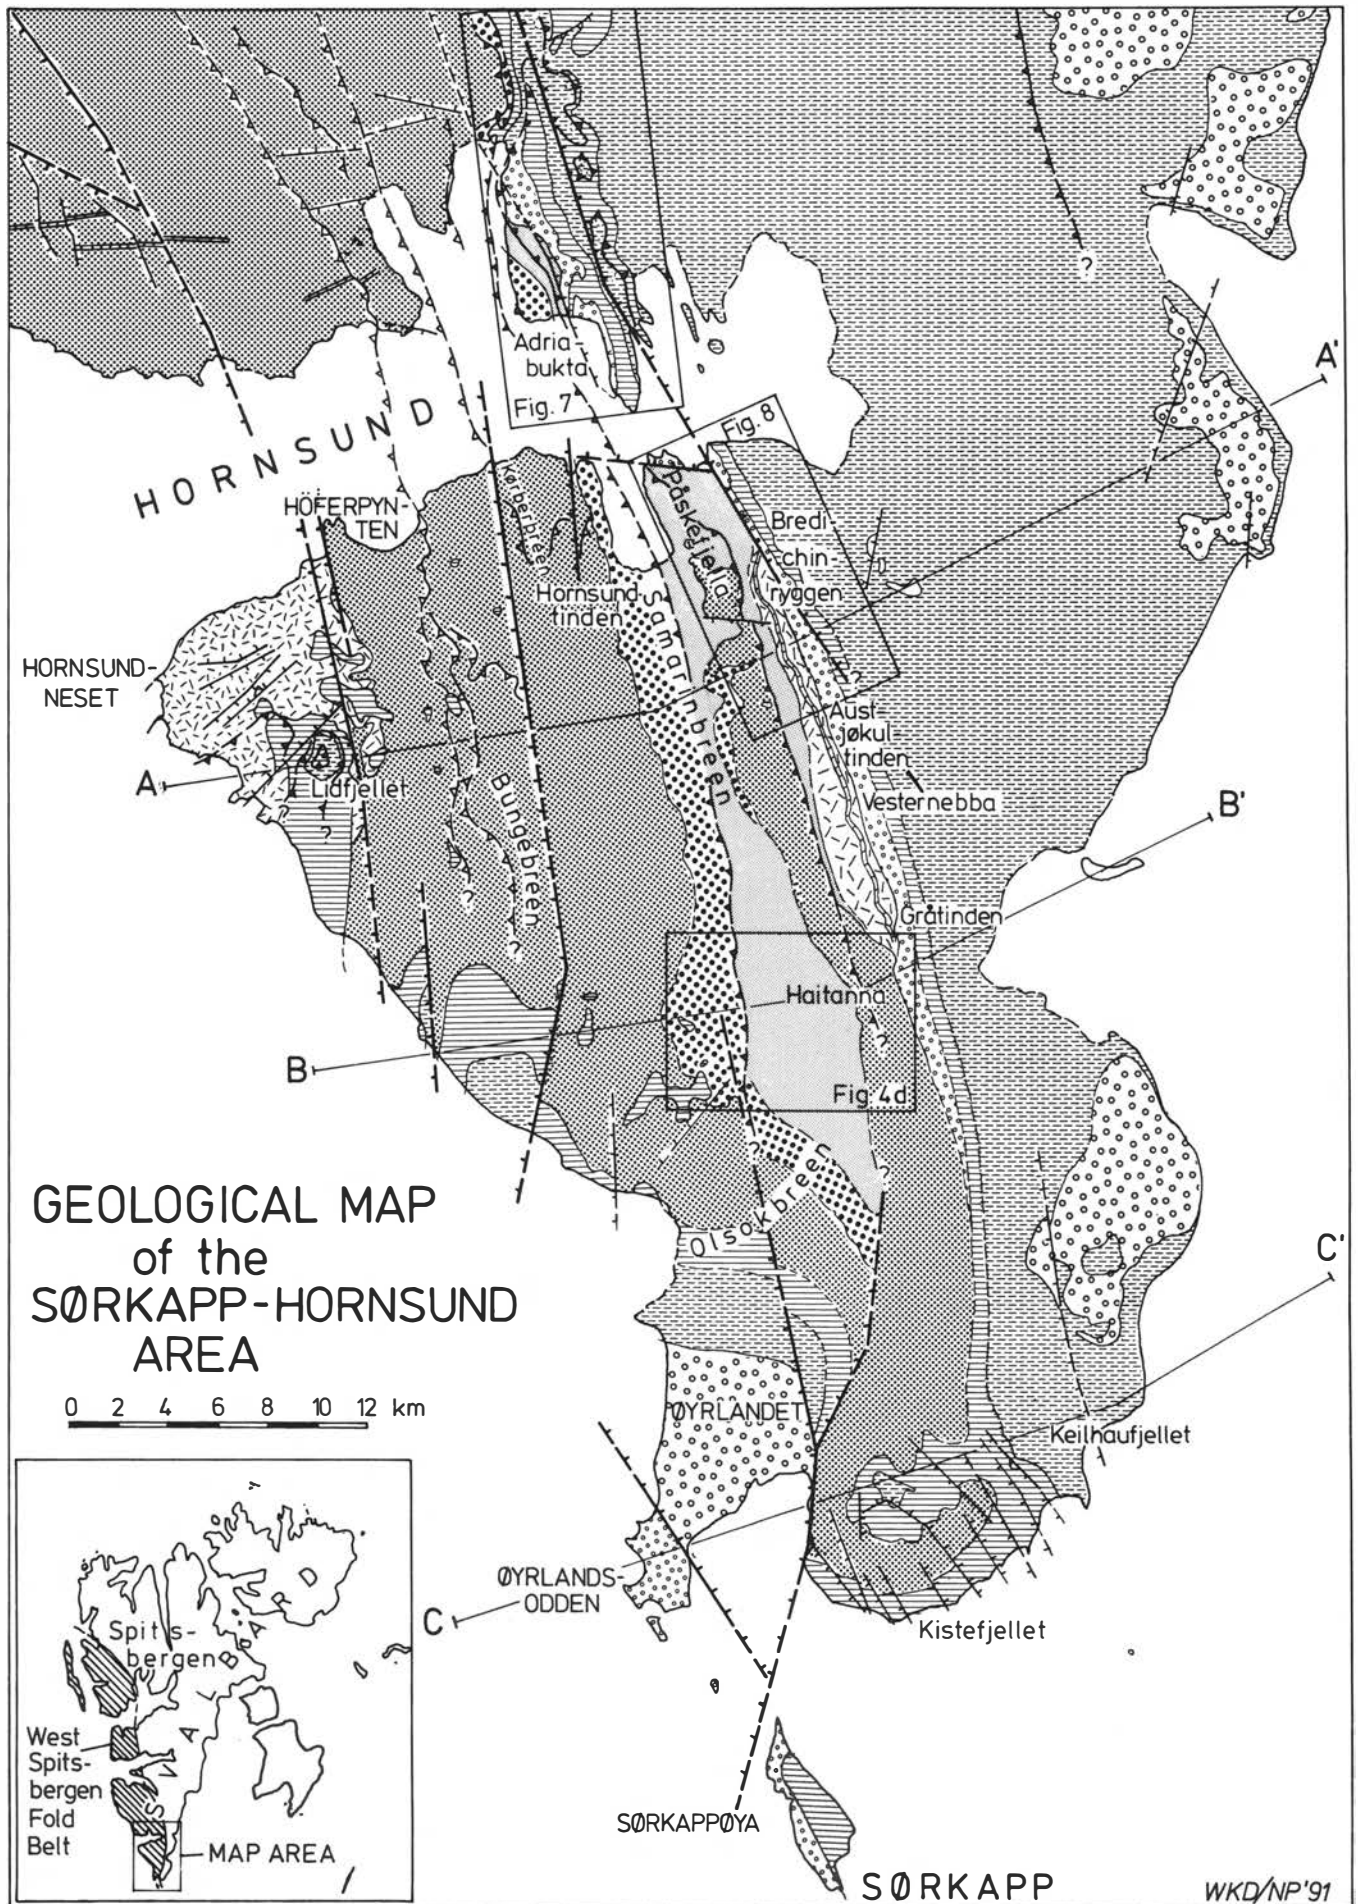 A'
Adria-
bukta
Fig. 7
Fig. 8
HORNSUND
Körberbreen
Påskefjella
HÖFERPYN-
TEN
Bredi-
chin-
ryggen
Hornsund-
tinden
Samarinbreen
HORNSUND-
NESET
Aust-
jøkul-
tinden
A
Lidfjellet
Bungebreen
Vesternebba
B'
Gråtinden
Haitanna
B
Fig 4d
GEOLOGICAL MAP
of the
SØRKAPP-HORNSUND
AREA
Olsokbreen
C'
0 2 4 6 8 10 12 km
ØYRLANDET
Keilhaufjellet
ØYRLANDS-
ODDEN
C
Kistefjellet
SVALBARD
Spits-
bergen
West
Spits-
bergen
Fold
Belt
MAP AREA
SØRKAPPØYA
SØRKAPP
WKD/NP'91
?
?
?
?
?
?
?
?